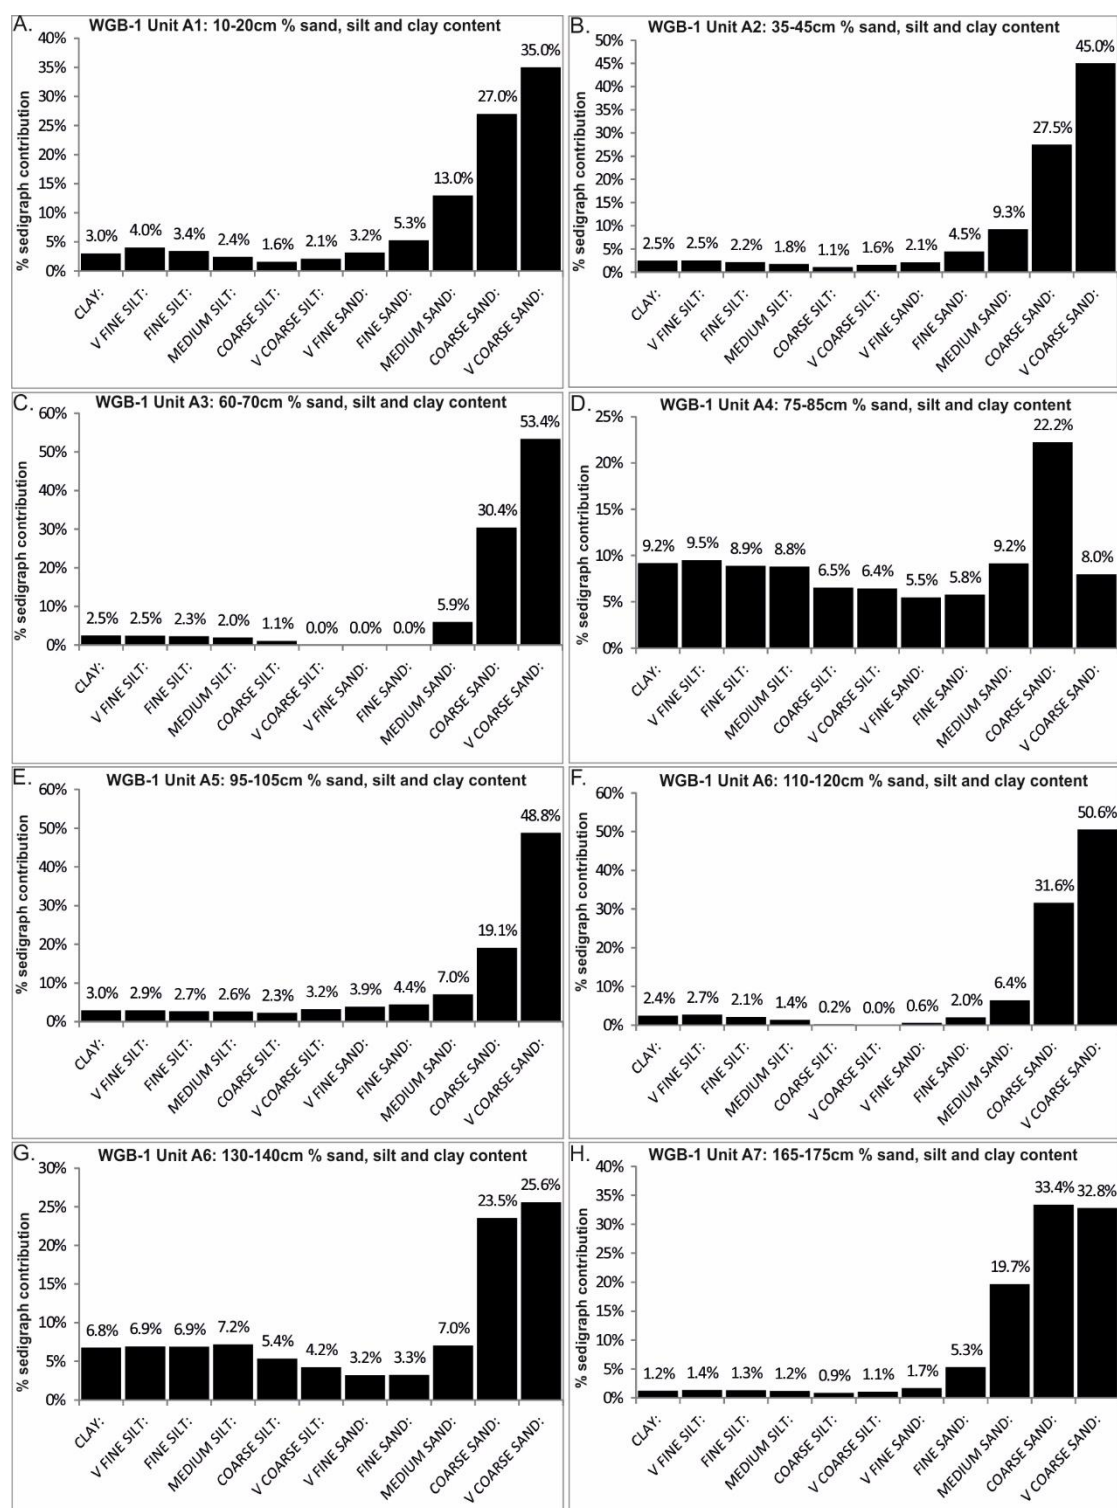 A. WGB-1 Unit A1: 10-20cm % sand, silt and clay content
% sedigraph contribution
40%
35%
30%
25%
20%
15%
10%
5%
0%
3.0% 4.0% 3.4% 2.4% 1.6% 2.1% 3.2% 5.3% 13.0% 27.0% 35.0%
CLAY:
V FINE SILT:
FINE SILT:
MEDIUM SILT:
COARSE SILT:
V COARSE SILT:
V FINE SAND:
FINE SAND:
MEDIUM SAND:
COARSE SAND:
V COARSE SAND:
B. WGB-1 Unit A2: 35-45cm % sand, silt and clay content
% sedigraph contribution
50%
45%
40%
35%
30%
25%
20%
15%
10%
5%
0%
2.5% 2.5% 2.2% 1.8% 1.1% 1.6% 2.1% 4.5% 9.3% 27.5% 45.0%
CLAY:
V FINE SILT:
FINE SILT:
MEDIUM SILT:
COARSE SILT:
V COARSE SILT:
V FINE SAND:
FINE SAND:
MEDIUM SAND:
COARSE SAND:
V COARSE SAND:
C. WGB-1 Unit A3: 60-70cm % sand, silt and clay content
% sedigraph contribution
60%
50%
40%
30%
20%
10%
0%
2.5% 2.5% 2.3% 2.0% 1.1% 0.0% 0.0% 0.0% 5.9% 30.4% 53.4%
CLAY:
V FINE SILT:
FINE SILT:
MEDIUM SILT:
COARSE SILT:
V COARSE SILT:
V FINE SAND:
FINE SAND:
MEDIUM SAND:
COARSE SAND:
V COARSE SAND:
D. WGB-1 Unit A4: 75-85cm % sand, silt and clay content
% sedigraph contribution
25%
20%
15%
10%
5%
0%
9.2% 9.5% 8.9% 8.8% 6.5% 6.4% 5.5% 5.8% 9.2% 22.2% 8.0%
CLAY:
V FINE SILT:
FINE SILT:
MEDIUM SILT:
COARSE SILT:
V COARSE SILT:
V FINE SAND:
FINE SAND:
MEDIUM SAND:
COARSE SAND:
V COARSE SAND:
E. WGB-1 Unit A5: 95-105cm % sand, silt and clay content
% sedigraph contribution
60%
50%
40%
30%
20%
10%
0%
3.0% 2.9% 2.7% 2.6% 2.3% 3.2% 3.9% 4.4% 7.0% 19.1% 48.8%
CLAY:
V FINE SILT:
FINE SILT:
MEDIUM SILT:
COARSE SILT:
V COARSE SILT:
V FINE SAND:
FINE SAND:
MEDIUM SAND:
COARSE SAND:
V COARSE SAND:
F. WGB-1 Unit A6: 110-120cm % sand, silt and clay content
% sedigraph contribution
60%
50%
40%
30%
20%
10%
0%
2.4% 2.7% 2.1% 1.4% 0.2% 0.0% 0.6% 2.0% 6.4% 31.6% 50.6%
CLAY:
V FINE SILT:
FINE SILT:
MEDIUM SILT:
COARSE SILT:
V COARSE SILT:
V FINE SAND:
FINE SAND:
MEDIUM SAND:
COARSE SAND:
V COARSE SAND:
G. WGB-1 Unit A6: 130-140cm % sand, silt and clay content
% sedigraph contribution
30%
25%
20%
15%
10%
5%
0%
6.8% 6.9% 6.9% 7.2% 5.4% 4.2% 3.2% 3.3% 7.0% 23.5% 25.6%
CLAY:
V FINE SILT:
FINE SILT:
MEDIUM SILT:
COARSE SILT:
V COARSE SILT:
V FINE SAND:
FINE SAND:
MEDIUM SAND:
COARSE SAND:
V COARSE SAND:
H. WGB-1 Unit A7: 165-175cm % sand, silt and clay content
% sedigraph contribution
40%
35%
30%
25%
20%
15%
10%
5%
0%
1.2% 1.4% 1.3% 1.2% 0.9% 1.1% 1.7% 5.3% 19.7% 33.4% 32.8%
CLAY:
V FINE SILT:
FINE SILT:
MEDIUM SILT:
COARSE SILT:
V COARSE SILT:
V FINE SAND:
FINE SAND:
MEDIUM SAND:
COARSE SAND:
V COARSE SAND: